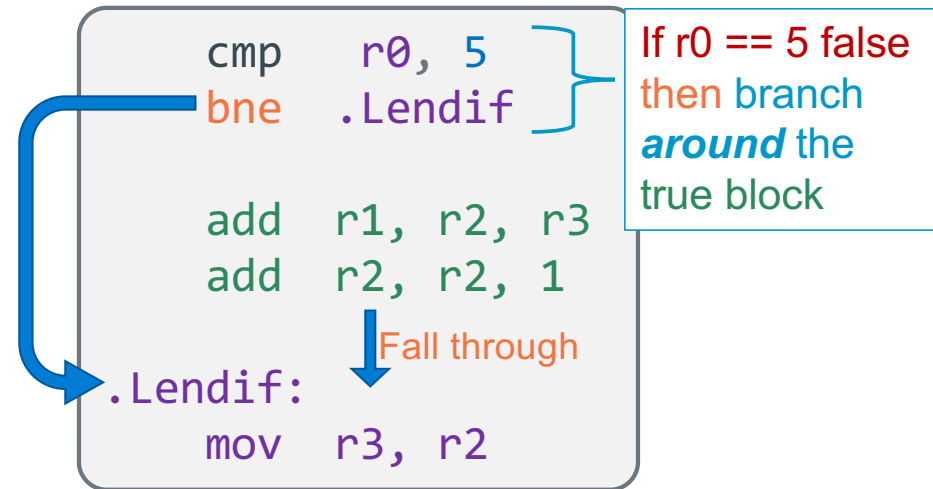 cmp r0, 5
bne .Lendif
add r1, r2, r3
add r2, r2, 1
Fall through
.Lendif:
mov r3, r2
If r0 == 5 false
then branch
around the
true block